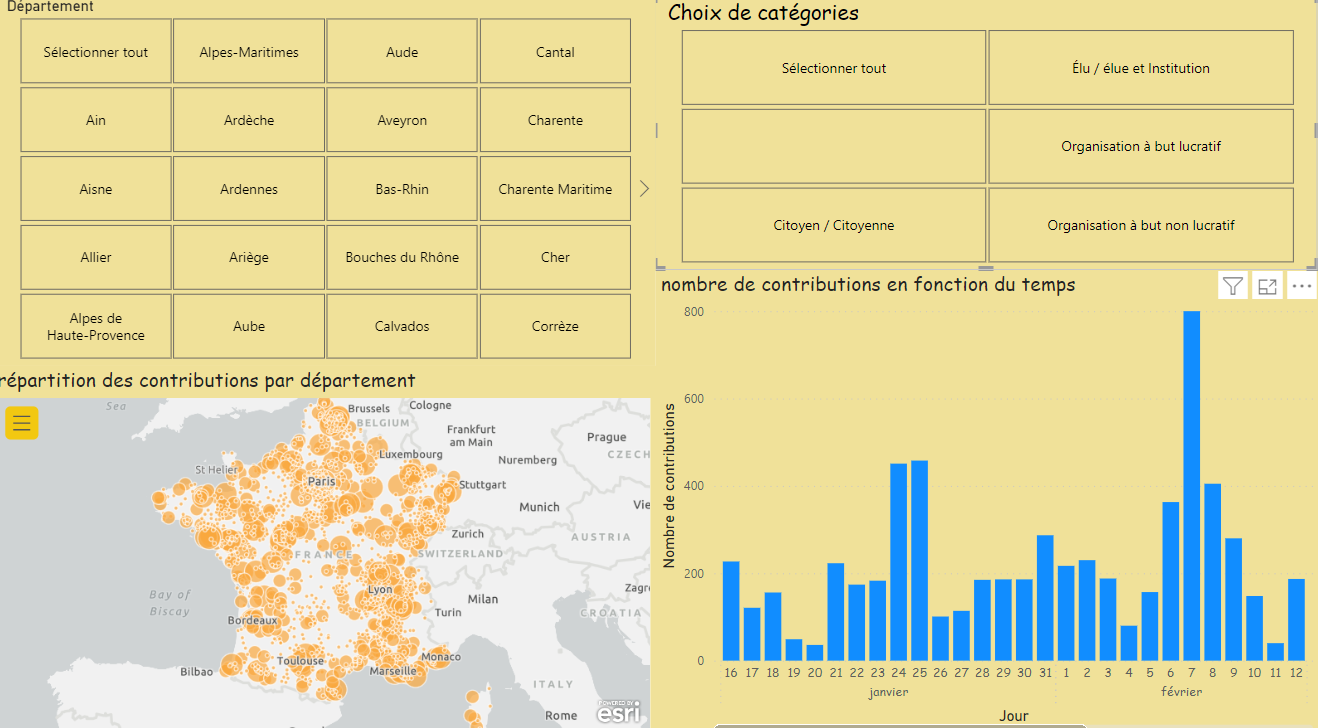 Département
Sélectionner tout
Alpes-Maritimes
Aude
Cantal
Ain
Ardèche
Aveyron
Charente
Aisne
Ardennes
Bas-Rhin
Charente Maritime
Allier
Ariège
Bouches du Rhône
Cher
Alpes de
Haute-Provence
Aube
Calvados
Corrèze
Choix de catégories
Sélectionner tout
Élu / élue et Institution
Organisation à but lucratif
Citoyen / Citoyenne
Organisation à but non lucratif
répartition des contributions par département
Sea
Brussels
Cologne
BELGIUM
Frankfurt
am Main
Prague
CZECH
Luxembourg
Nuremberg
St Helier
Paris
Stuttgart
Munich
Vie
Zurich
AUSTRIA
FRANCE
SWITZERLAND
Lyon
Milan
Zagre
Bay of
Biscay
Turin
CROATIA
Bordeaux
Toulouse
Monaco
Bilbao
Marseille
ITALY
Rome
POWERED BY
esri
nombre de contributions en fonction du temps
Nombre de contributions
800
600
400
200
0
16 17 18 19 20 21 22 23 24 25 26 27 28 29 30 31 1 2 3 4 5 6 7 8 9 10 11 12
janvier
février
Jour